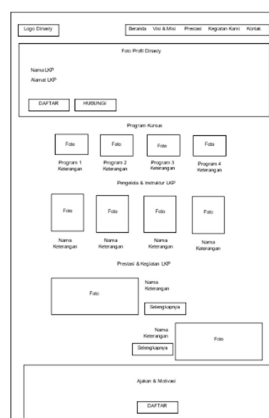 Logo Dinasty
Beranda Visi & Misi Prestasi Kegiatan Kami Kontak
Foto Profil Dinasty
Nama LKP
Alamat LKP
DAFTAR HUBUNGI
Program Kursus
Foto Foto Foto Foto
Program 1 Program 2 Program 3 Program 4
Keterangan Keterangan Keterangan Keterangan
Pengelola & Instruktur LKP
Foto Foto Foto Foto
Nama Nama Nama Nama
Keterangan Keterangan Keterangan Keterangan
Prestasi & Kegiatan LKP
Foto
Nama
Keterangan
Selengkapnya
Nama
Keterangan
Foto
Selengkapnya
Ajakan & Motivasi
DAFTAR